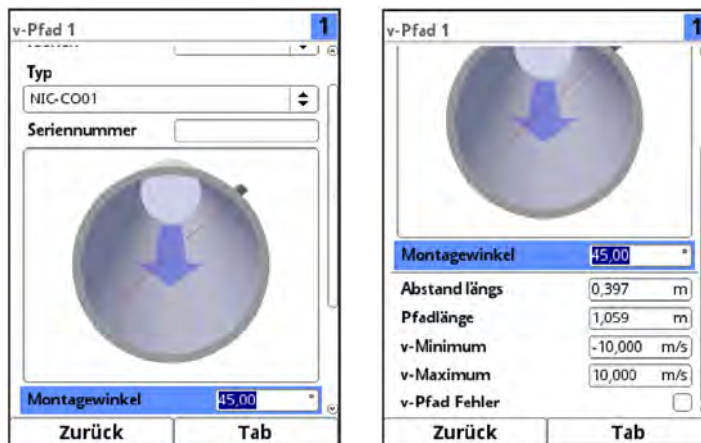 v-Pfad 1
1
Typ
NIC-CO01
Seriennummer
Montagewinkel 45,00 °
Zurück Tab
v-Pfad 1
1
Montagewinkel 45,00 °
Abstand längs 0,397 m
Pfadlänge 1,059 m
v-Minimum -10,000 m/s
v-Maximum 10,000 m/s
v-Pfad Fehler
Zurück Tab